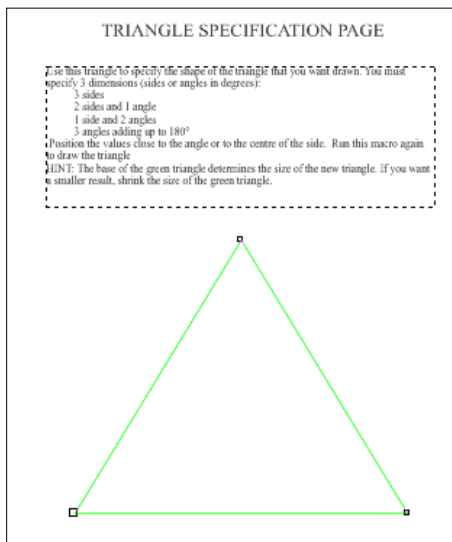 TRIANGLE SPECIFICATION PAGE
Use this triangle to specify the shape of the triangle that you want drawn. You must
specify 3 dimensions (sides or angles in degrees):
3 sides
2 sides and 1 angle
1 side and 2 angles
3 angles adding up to 180°
Position the values close to the angle or to the centre of the side. Run this macro again
to draw the triangle
HINT: The base of the green triangle determines the size of the new triangle. If you want
a smaller result, shrink the size of the green triangle.